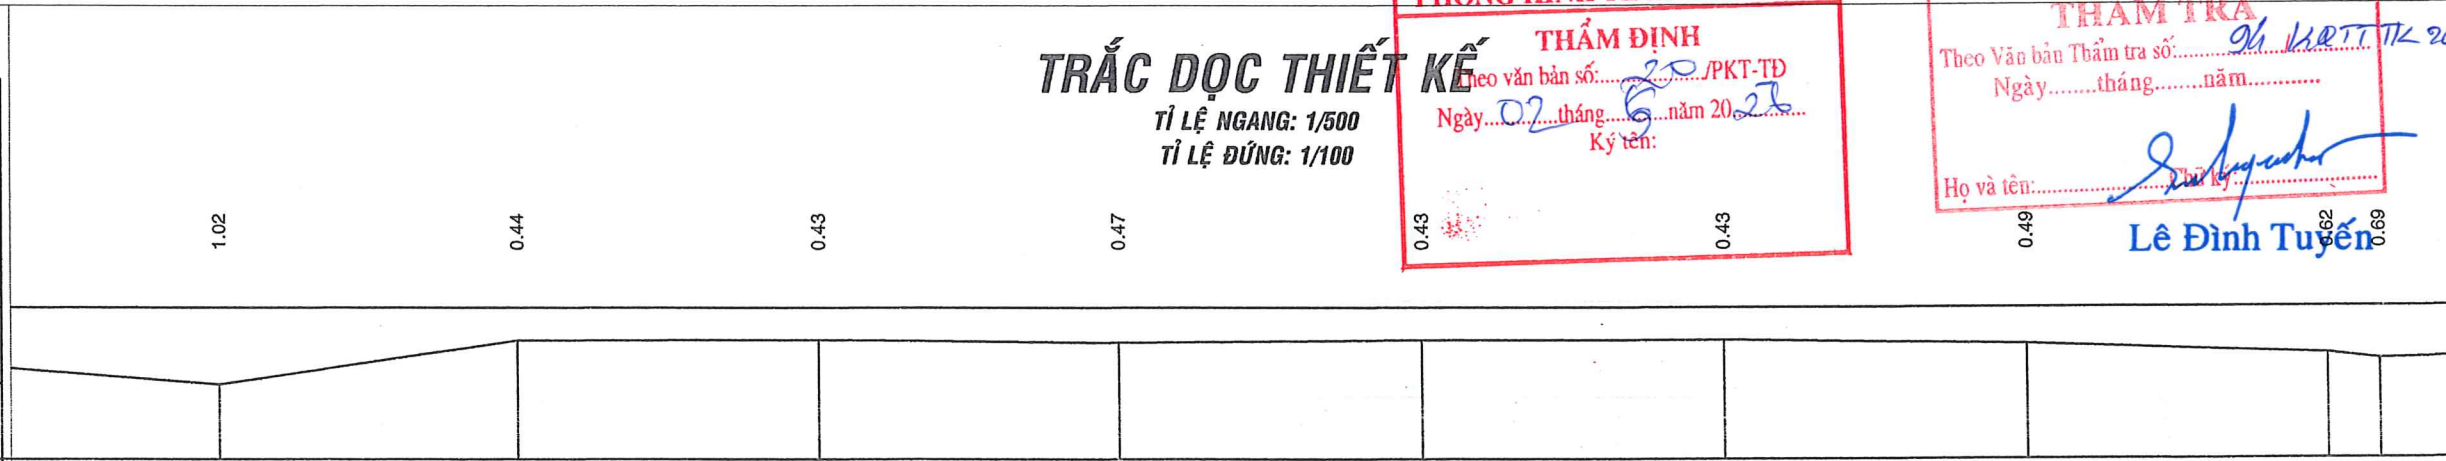 TRẮC DỌC THIẾT KẾ
TỈ LỆ NGANG: 1/500
TỈ LỆ ĐỨNG: 1/100
THẨM ĐỊNH
Theo văn bản số:....20..../PKT-TĐ
Ngày....02....tháng............năm 20............
Ký tên:
THẨM TRA
Theo Văn bản Thẩm tra số:
Ngày........tháng........năm............
Họ và tên:........................Chữ ký:........................
Lê Đình Tuyến
1.02
0.44
0.43
0.47
0.43
0.43
0.49
0.62
0.69